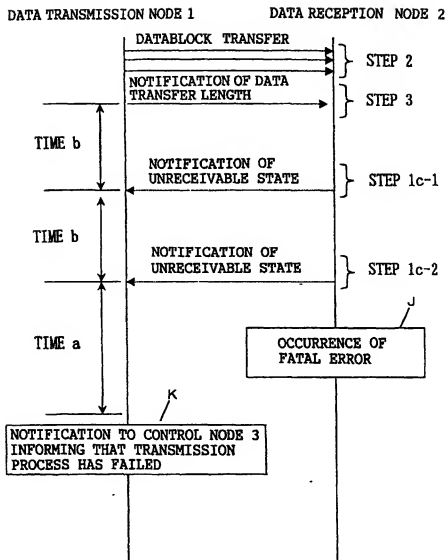 DATA TRANSMISSION NODE 1
DATA RECEPTION NODE 2
DATABLOCK TRANSFER
STEP 2
NOTIFICATION OF DATA
TRANSFER LENGTH
STEP 3
TIME b
NOTIFICATION OF
UNRECEIVABLE STATE
STEP 1c-1
TIME b
NOTIFICATION OF
UNRECEIVABLE STATE
STEP 1c-2
J
TIME a
OCCURRENCE OF
FATAL ERROR
K
NOTIFICATION TO CONTROL NODE 3
INFORMING THAT TRANSMISSION
PROCESS HAS FAILED